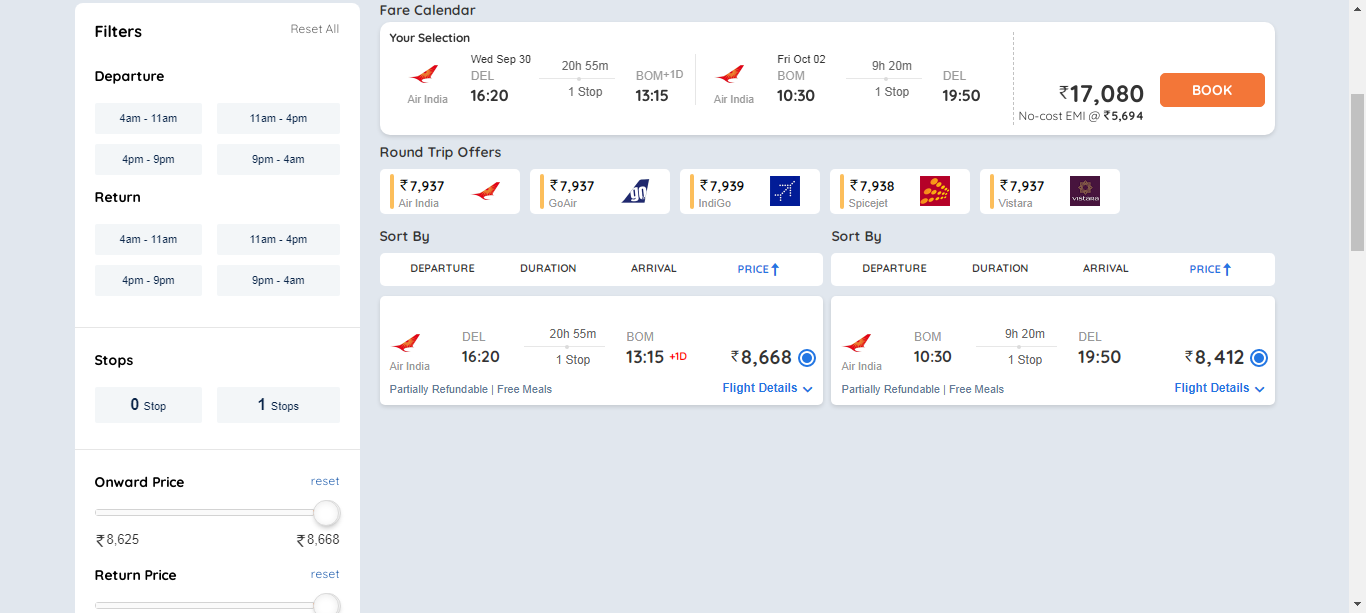 Filters
Reset All
Departure
4am - 11am
11am - 4pm
4pm - 9pm
9pm - 4am
Return
4am - 11am
11am - 4pm
4pm - 9pm
9pm - 4am
Stops
0 Stop
1 Stops
Onward Price
reset
₹8,625
₹8,668
Return Price
reset
Fare Calendar
Your Selection
Air India
Wed Sep 30
DEL
16:20
20h 55m
1 Stop
BOM+1D
13:15
Air India
Fri Oct 02
BOM
10:30
9h 20m
1 Stop
DEL
19:50
₹17,080
No-cost EMI @ ₹5,694
BOOK
Round Trip Offers
₹7,937
Air India
₹7,937
GoAir
go
₹7,939
IndiGo
₹7,938
Spicejet
₹7,937
Vistara
vistara
Sort By
DEPARTURE
DURATION
ARRIVAL
PRICE
Air India
DEL
16:20
20h 55m
1 Stop
BOM
13:15 +1D
₹8,668
Partially Refundable | Free Meals
Flight Details
Sort By
DEPARTURE
DURATION
ARRIVAL
PRICE
Air India
BOM
10:30
9h 20m
1 Stop
DEL
19:50
₹8,412
Partially Refundable | Free Meals
Flight Details